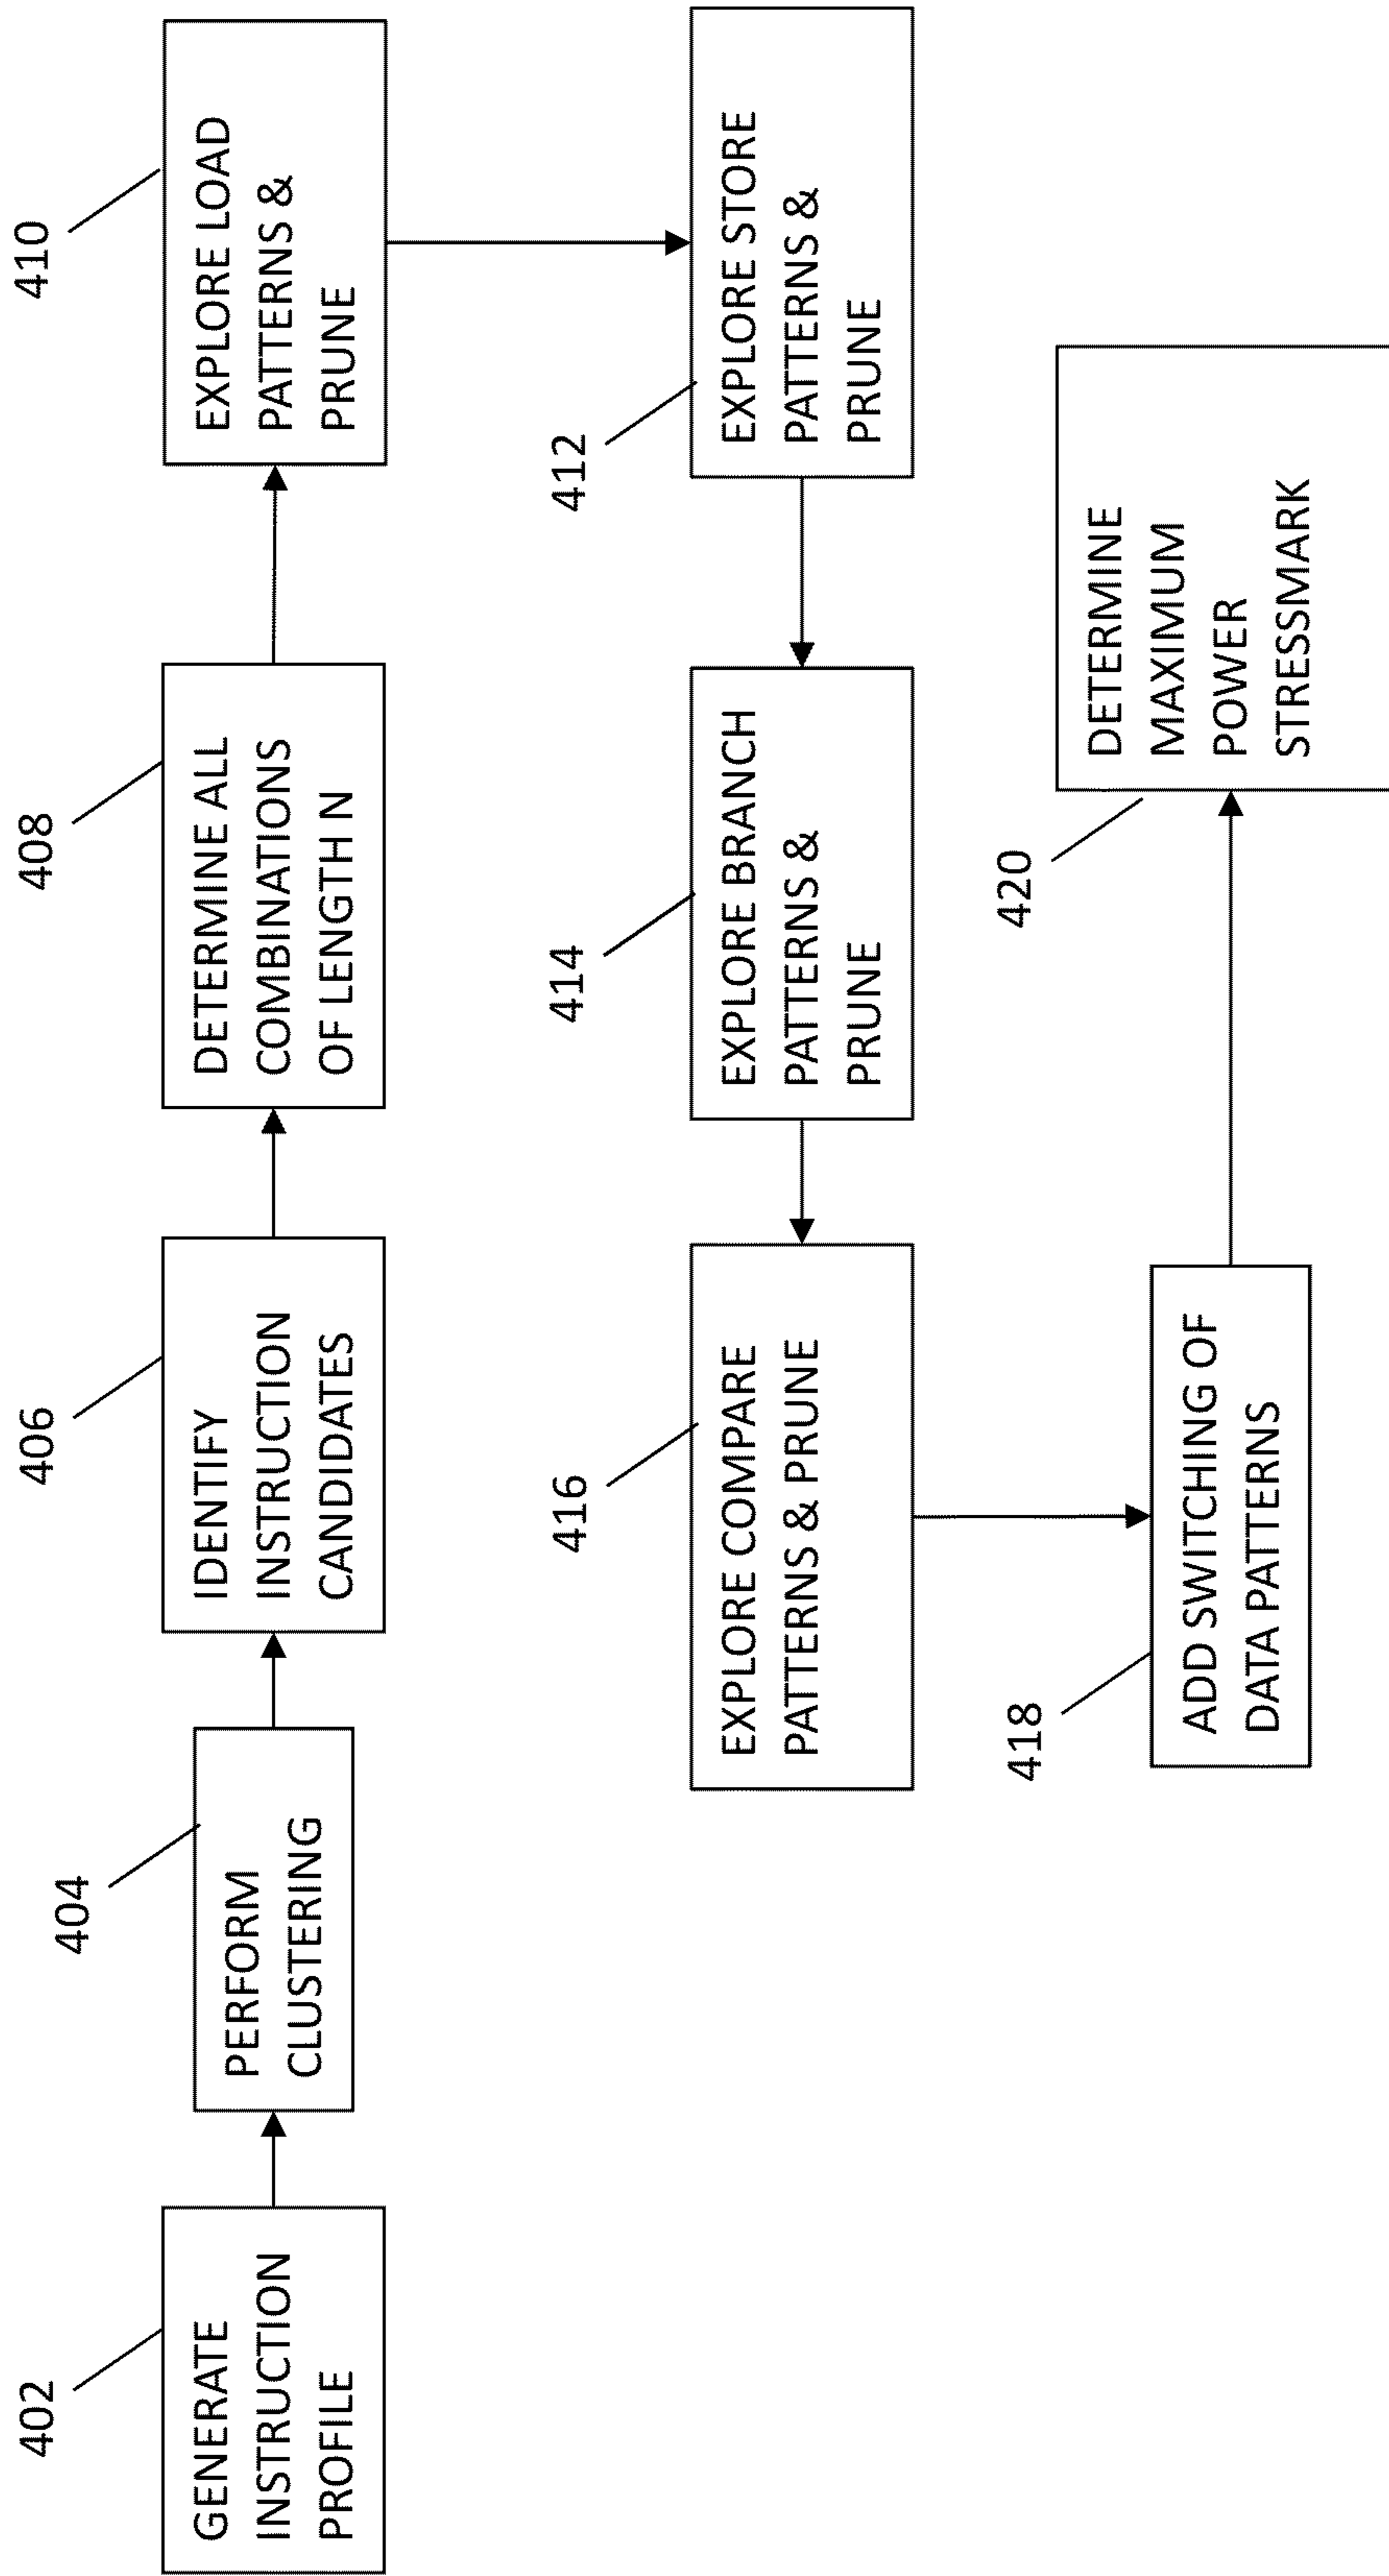 402
GENERATE
INSTRUCTION
PROFILE
404
PERFORM
CLUSTERING
406
IDENTIFY
INSTRUCTION
CANDIDATES
408
DETERMINE ALL
COMBINATIONS
OF LENGTH N
410
EXPLORE LOAD
PATTERNS &
PRUNE
412
EXPLORE STORE
PATTERNS &
PRUNE
414
EXPLORE BRANCH
PATTERNS &
PRUNE
416
EXPLORE COMPARE
PATTERNS & PRUNE
418
ADD SWITCHING OF
DATA PATTERNS
420
DETERMINE
MAXIMUM
POWER
STRESSMARK